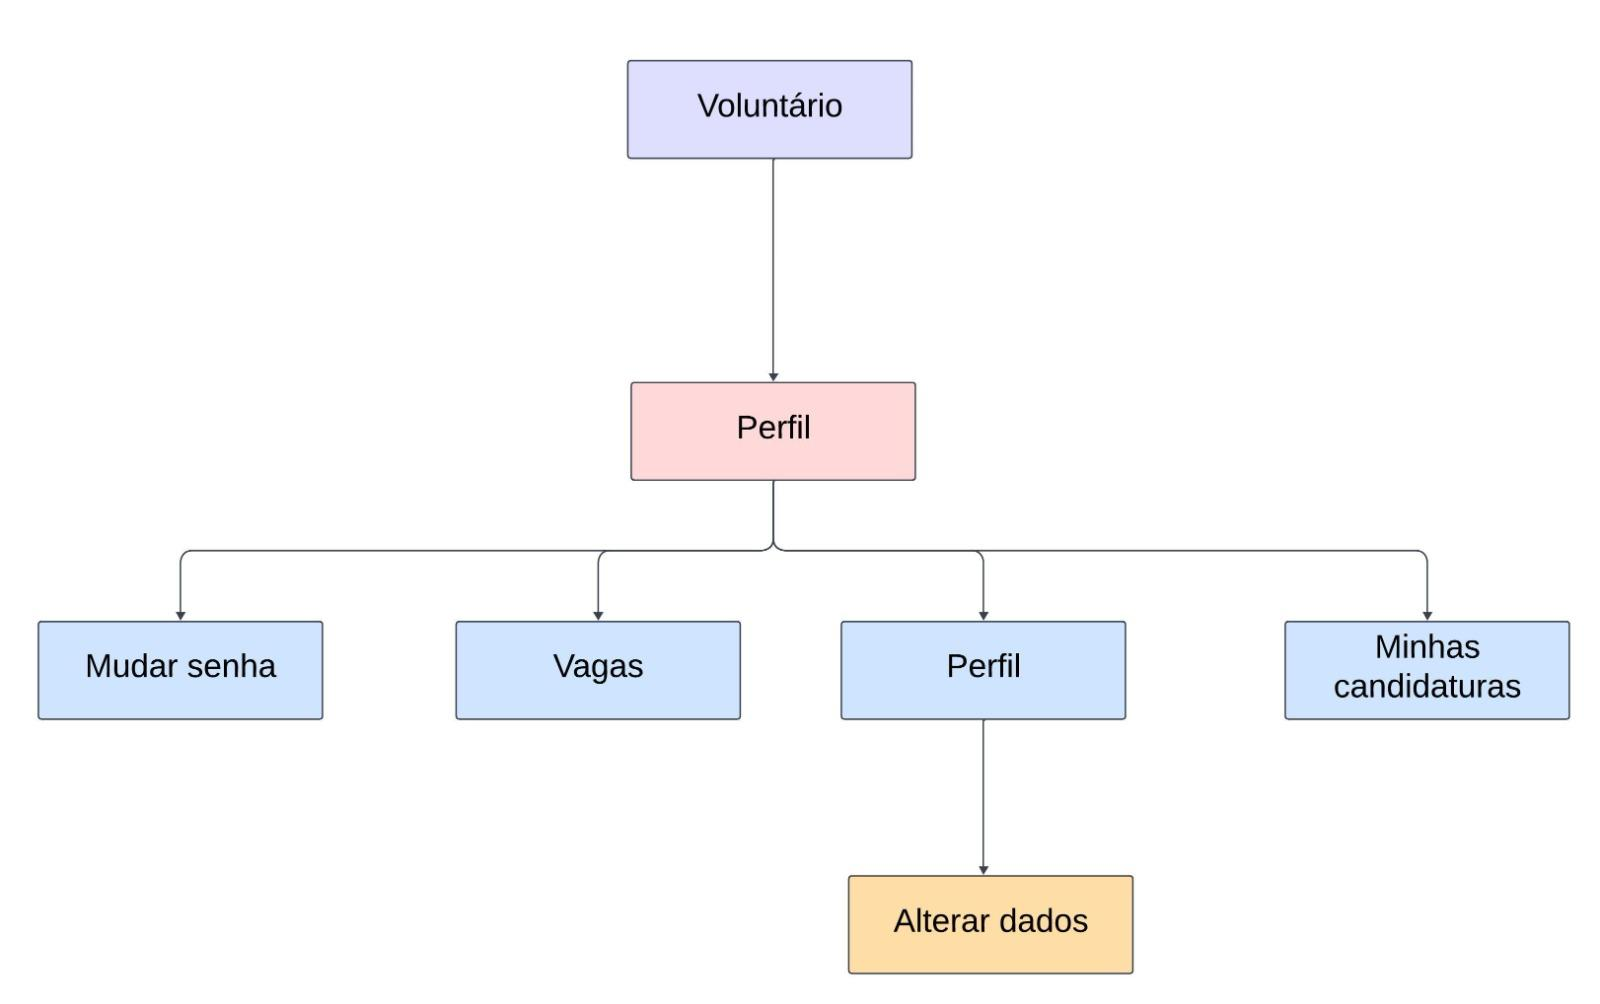 Voluntário
Perfil
Mudar senha
Vagas
Perfil
Minhas
candidaturas
Alterar dados